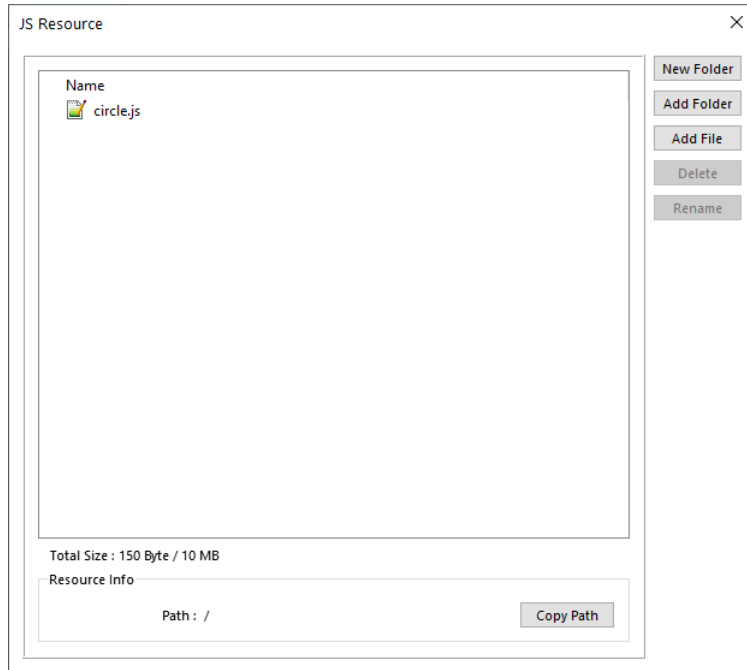 JS Resource
New Folder
Name
circle.js
Add Folder
Add File
Delete
Rename
Total Size : 150 Byte / 10 MB
Resource Info
Path : /
Copy Path